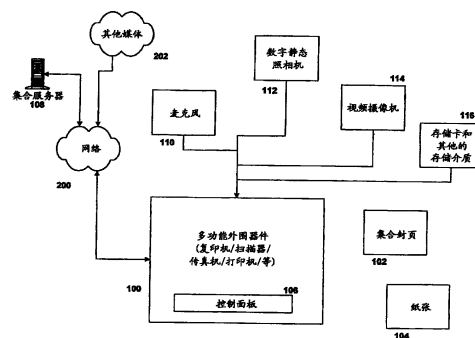 其他媒体
202
集合服务器
108
网络
200
麦克风
110
数字静态
照相机
112
114
视频摄像机
116
存储卡和
其他的
存储介质
多功能外围器件
(复印机/扫描器/
传真机/打印机/等)
100
106
控制面板
集合封页
102
纸张
104